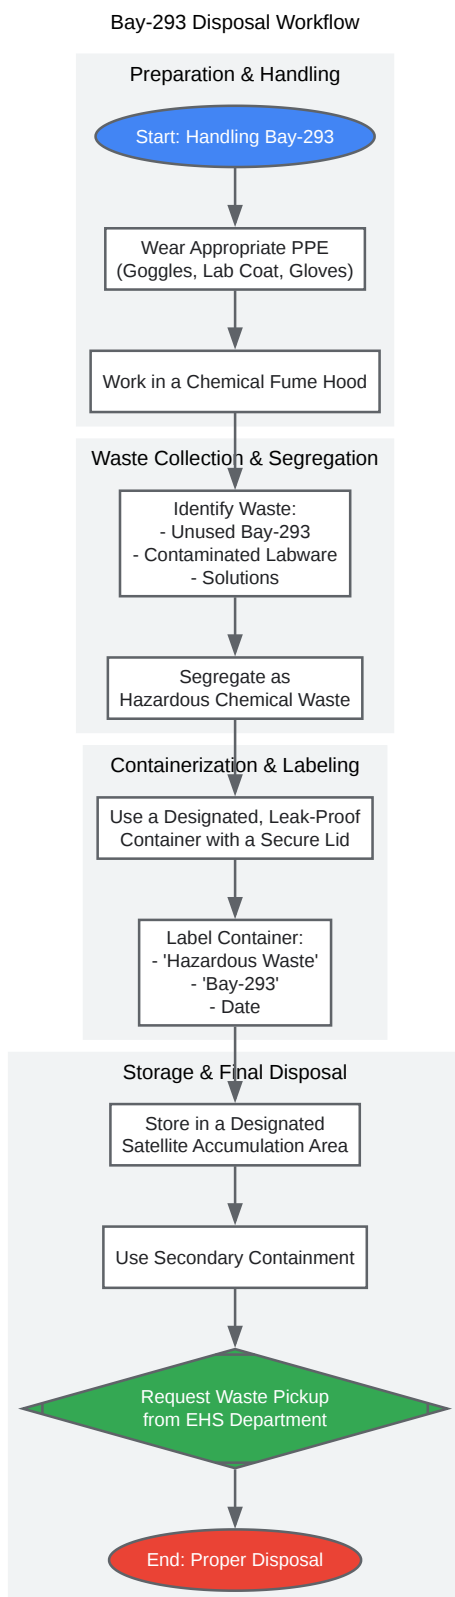 Bay-293 Disposal Workflow
Preparation & Handling
Start: Handling Bay-293
Wear Appropriate PPE
(Goggles, Lab Coat, Gloves)
Work in a Chemical Fume Hood
Waste Collection & Segregation
Identify Waste:
- Unused Bay-293
- Contaminated Labware
- Solutions
Segregate as
Hazardous Chemical Waste
Containerization & Labeling
Use a Designated, Leak-Proof
Container with a Secure Lid
Label Container:
- 'Hazardous Waste'
- 'Bay-293'
- Date
Storage & Final Disposal
Store in a Designated
Satellite Accumulation Area
Use Secondary Containment
Request Waste Pickup
from EHS Department
End: Proper Disposal